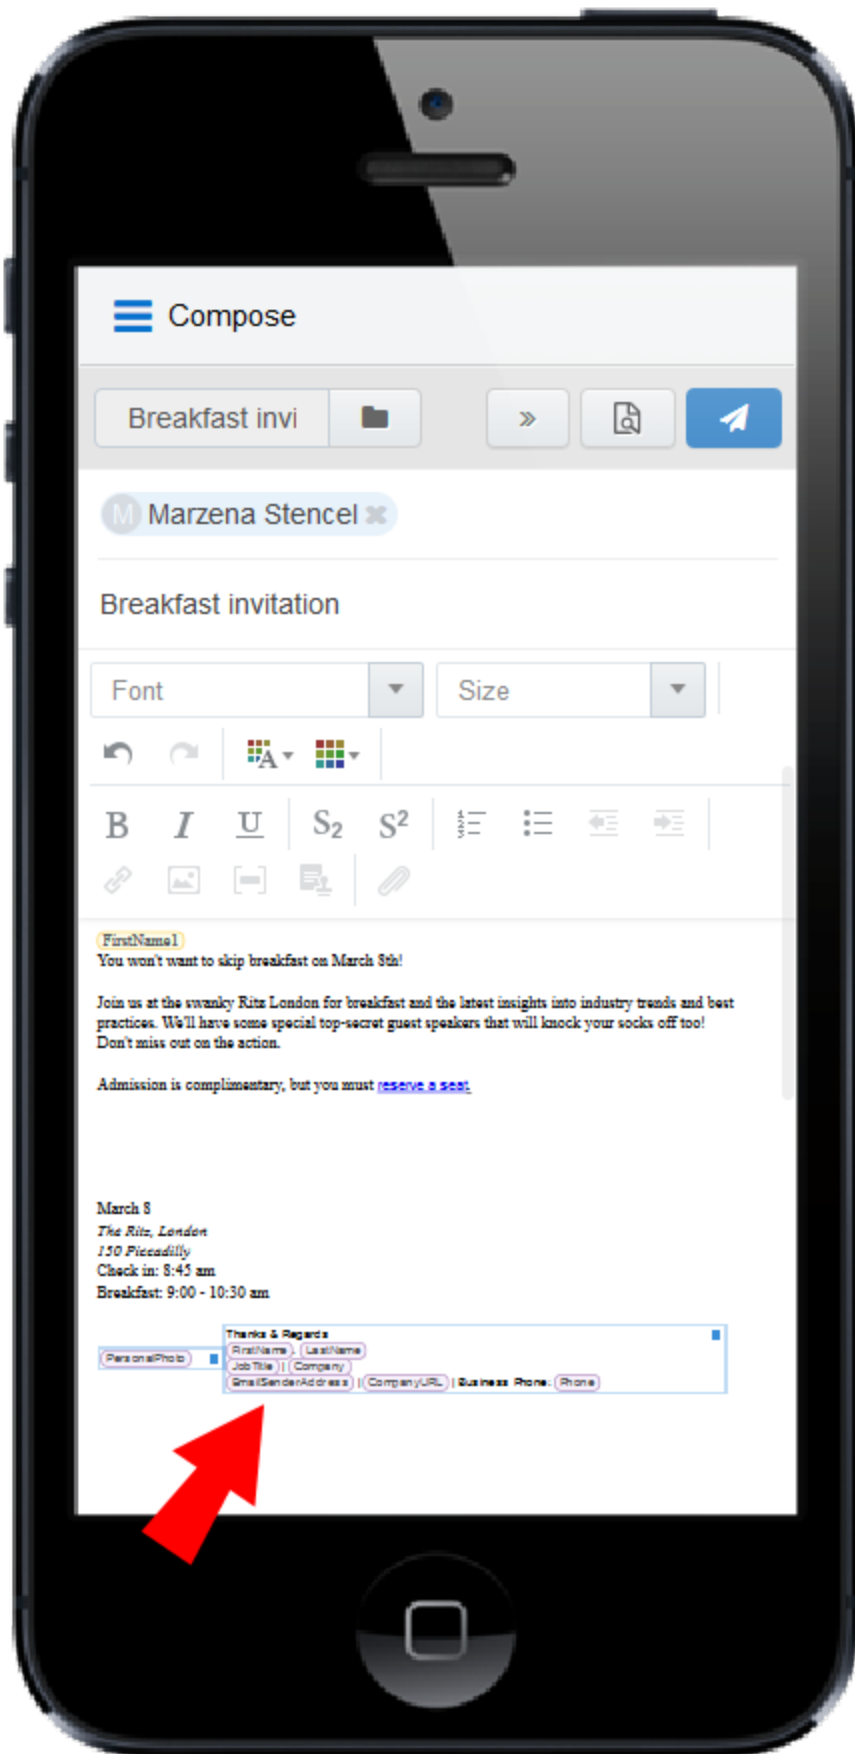 Compose
Breakfast invi
M Marzena Stencel
Breakfast invitation
Font Size
A
B I U S2 S2
FirstName1
You won't want to skip breakfast on March 8th!
Join us at the swanky Ritz London for breakfast and the latest insights into industry trends and best
practices. We'll have some special top-secret guest speakers that will knock your socks off too!
Don't miss out on the action.
Admission is complimentary, but you must reserve a seat.
March 8
The Ritz, London
150 Piccadilly
Check in: 8:45 am
Breakfast: 9:00 - 10:30 am
Thanks & Regards
PersonalPhoto
FirstName, LastName
JobTitle | Company
EmailSenderAddress | CompanyURL | Business Phone: Phone